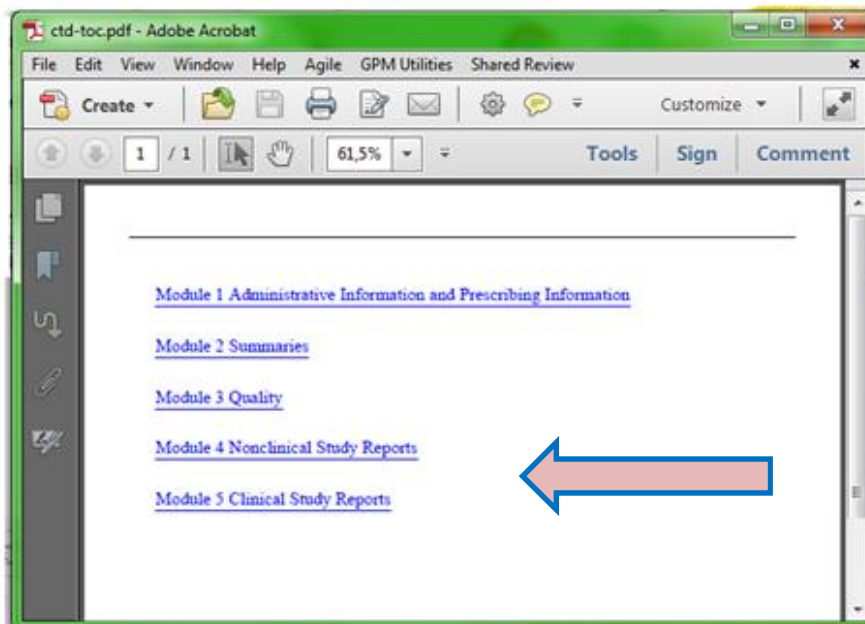 ctd-toc.pdf - Adobe Acrobat
File Edit View Window Help Agile GPM Utilities Shared Review
Create Customize
1 / 1 61,5% Tools Sign Comment
Module 1 Administrative Information and Prescribing Information
Module 2 Summaries
Module 3 Quality
Module 4 Nonclinical Study Reports
Module 5 Clinical Study Reports